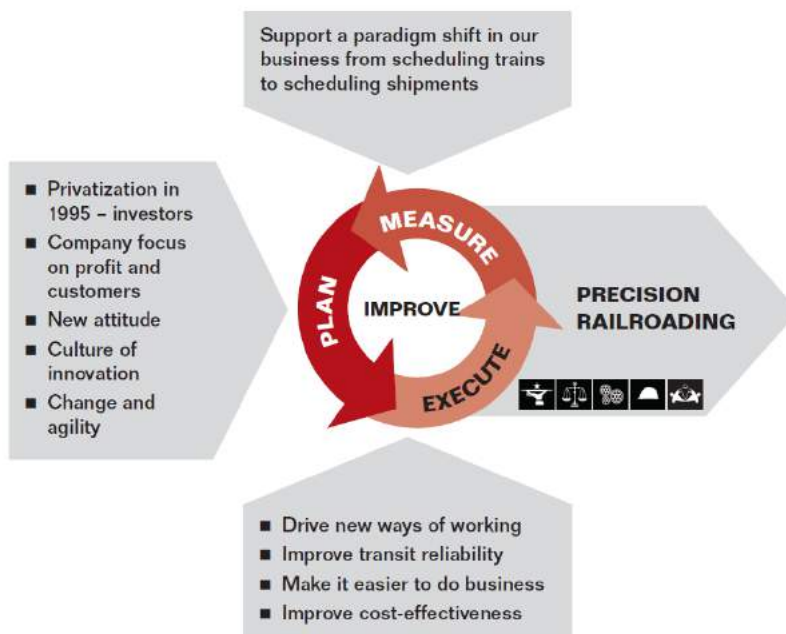 Support a paradigm shift in our
business from scheduling trains
to scheduling shipments
■ Privatization in
1995 – investors
■ Company focus
on profit and
customers
■ New attitude
■ Culture of
innovation
■ Change and
agility
MEASURE
PLAN
IMPROVE
EXECUTE
PRECISION
RAILROADING
■ Drive new ways of working
■ Improve transit reliability
■ Make it easier to do business
■ Improve cost-effectiveness